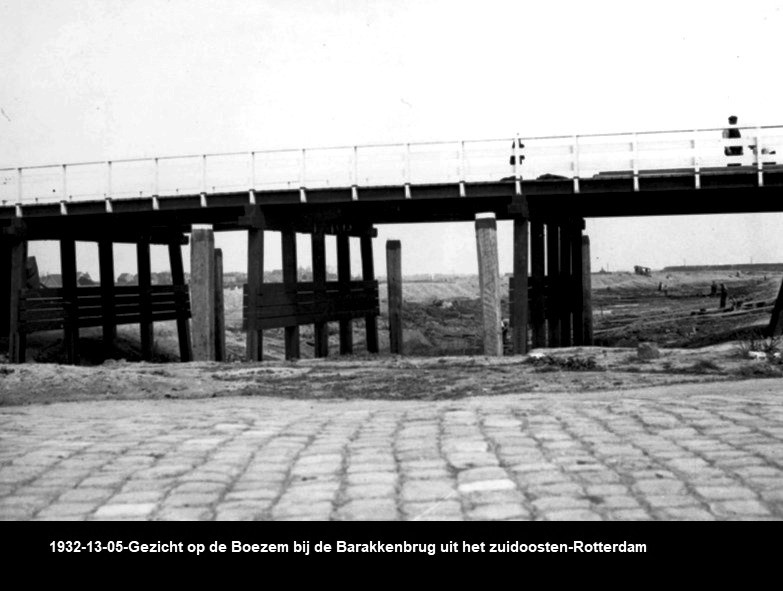 1932-13-05-Gezicht op de Boezem bij de Barakkenbrug uit het zuidoosten-Rotterdam